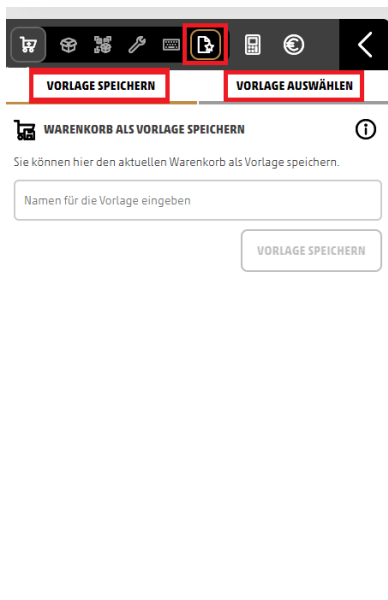 VORLAGE SPEICHERN
VORLAGE AUSWÄHLEN
WARENKORB ALS VORLAGE SPEICHERN
Sie können hier den aktuellen Warenkorb als Vorlage speichern.
Namen für die Vorlage eingeben
VORLAGE SPEICHERN